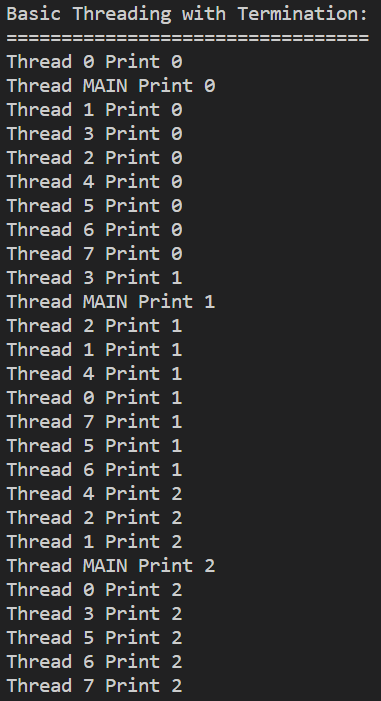 Basic Threading with Termination:
=================================
Thread 0 Print 0
Thread MAIN Print 0
Thread 1 Print 0
Thread 3 Print 0
Thread 2 Print 0
Thread 4 Print 0
Thread 5 Print 0
Thread 6 Print 0
Thread 7 Print 0
Thread 3 Print 1
Thread MAIN Print 1
Thread 2 Print 1
Thread 1 Print 1
Thread 4 Print 1
Thread 0 Print 1
Thread 7 Print 1
Thread 5 Print 1
Thread 6 Print 1
Thread 4 Print 2
Thread 2 Print 2
Thread 1 Print 2
Thread MAIN Print 2
Thread 0 Print 2
Thread 3 Print 2
Thread 5 Print 2
Thread 6 Print 2
Thread 7 Print 2